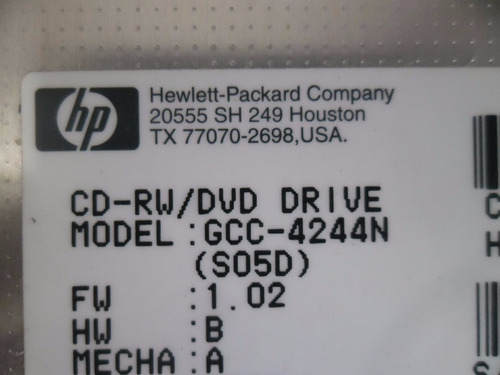 hp
Hewlett-Packard Company
20555 SH 249 Houston
TX 77070-2698,USA.
CD-RW/DVD DRIVE
MODEL :GCC-4244N
(S05D)
FW :1.02
HW :B
MECHA :A
C
H